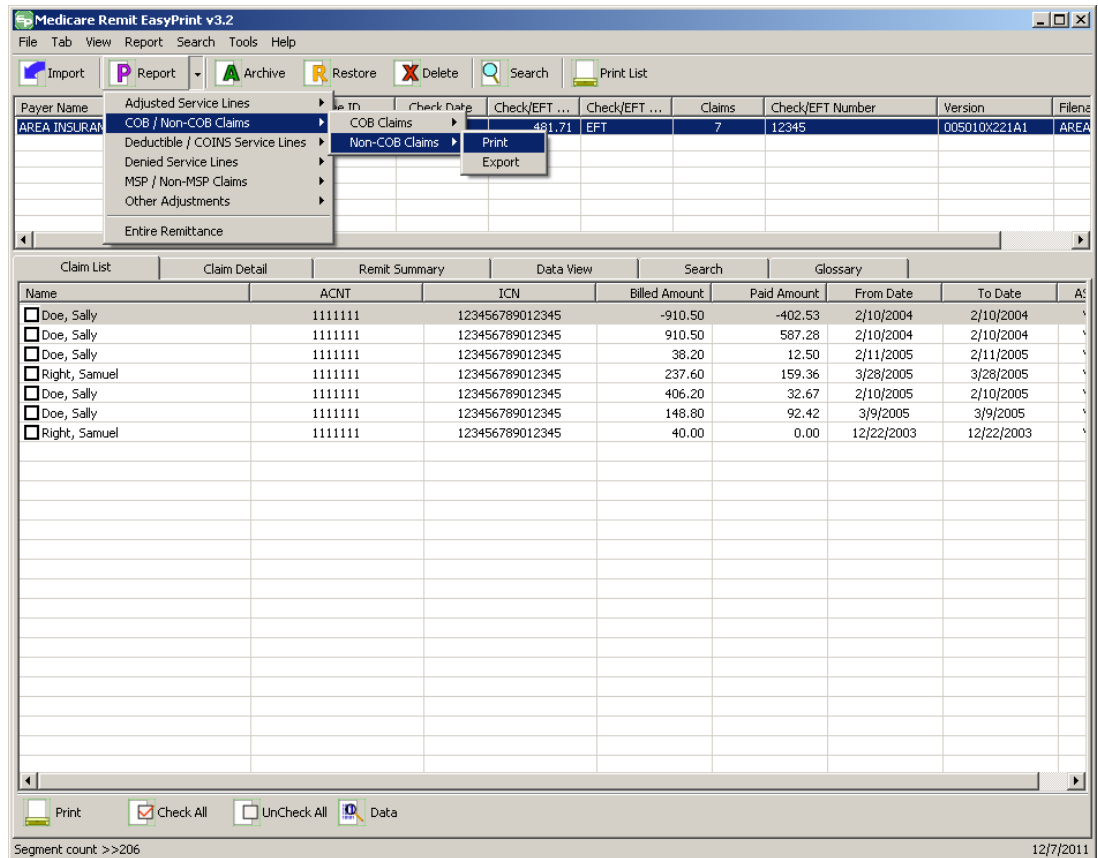 Medicare Remit EasyPrint v3.2
File Tab View Report Search Tools Help
Import Report Archive Restore Delete Search Print List
Payer Name Check Date Check/EFT ... Check/EFT ... Claims Check/EFT Number Version Filena
AREA INSURAN 481.71 EFT 7 12345 005010X221A1 AREA
Adjusted Service Lines
COB / Non-COB Claims
Deductible / COINS Service Lines
Denied Service Lines
MSP / Non-MSP Claims
Other Adjustments
Entire Remittance
COB Claims
Non-COB Claims
Print
Export
Claim List Claim Detail Remit Summary Data View Search Glossary
Name ACNT ICN Billed Amount Paid Amount From Date To Date
Doe, Sally 1111111 123456789012345 -910.50 -402.53 2/10/2004 2/10/2004
Doe, Sally 1111111 123456789012345 910.50 587.28 2/10/2004 2/10/2004
Doe, Sally 1111111 123456789012345 38.20 12.50 2/11/2005 2/11/2005
Right, Samuel 1111111 123456789012345 237.60 159.36 3/28/2005 3/28/2005
Doe, Sally 1111111 123456789012345 406.20 32.67 2/10/2005 2/10/2005
Doe, Sally 1111111 123456789012345 148.80 92.42 3/9/2005 3/9/2005
Right, Samuel 1111111 123456789012345 40.00 0.00 12/22/2003 12/22/2003
Print Check All UnCheck All Data
Segment count >>206 12/7/2011